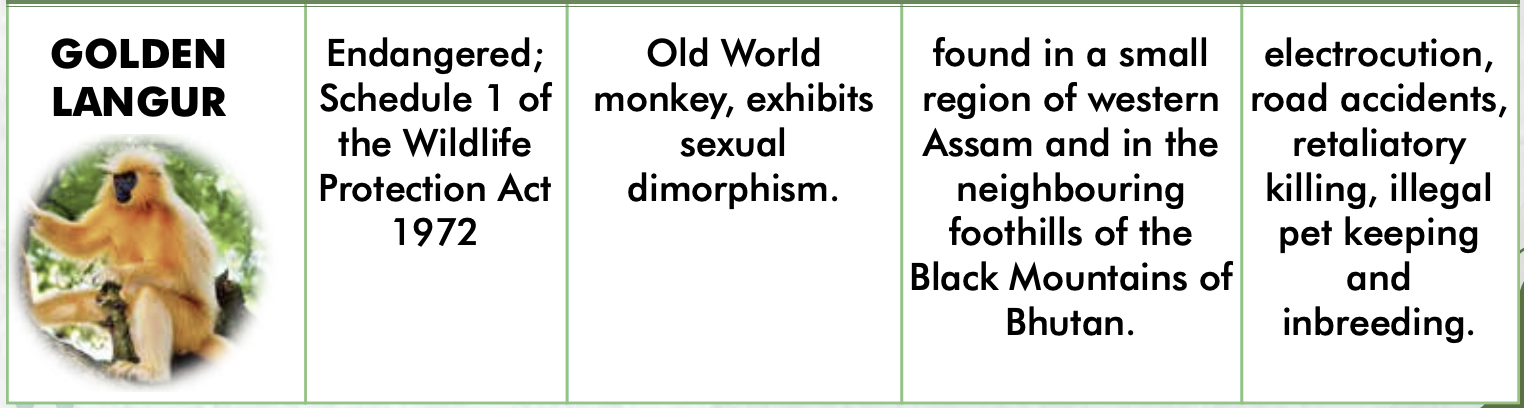 GOLDEN
LANGUR
Endangered;
Schedule 1 of
the Wildlife
Protection Act
1972
Old World
monkey, exhibits
sexual
dimorphism.
found in a small
region of western
Assam and in the
neighbouring
foothills of the
Black Mountains of
Bhutan.
electrocution,
road accidents,
retaliatory
killing, illegal
pet keeping
and
inbreeding.